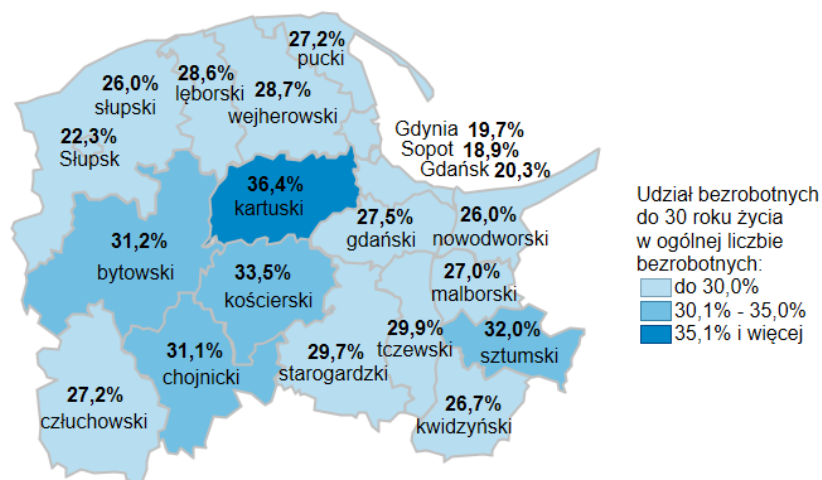 27,2%
pucki
28,6%
lęborski
26,0%
słupski
28,7%
wejherowski
22,3%
Słupsk
Gdynia 19,7%
Sopot 18,9%
Gdańsk 20,3%
36,4%
kartuski
27,5%
gdański
26,0%
nowodworski
31,2%
bytowski
33,5%
kościerski
27,0%
malborski
29,9%
tczewski
32,0%
sztumski
31,1%
chojnicki
29,7%
starogardzki
27,2%
człuchowski
26,7%
kwidzyński
Udział bezrobotnych
do 30 roku życia
w ogólnej liczbie
bezrobotnych:
do 30,0%
30,1% - 35,0%
35,1% i więcej